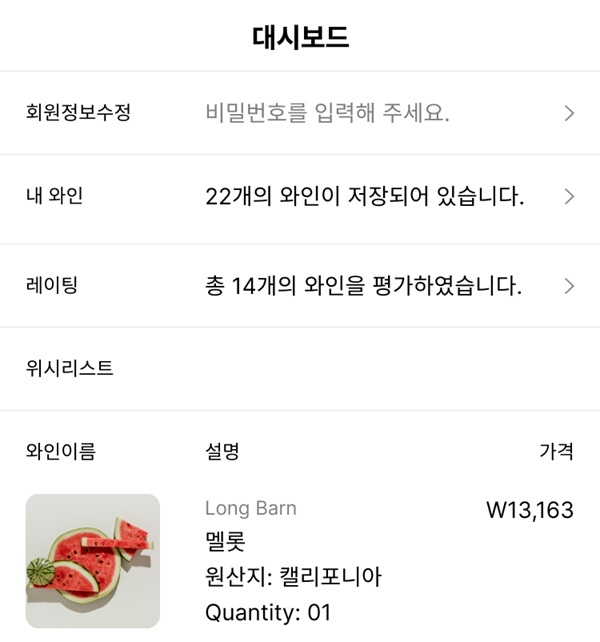 대시보드
회원정보수정 비밀번호를 입력해 주세요.
내 와인 22개의 와인이 저장되어 있습니다.
레이팅 총 14개의 와인을 평가하였습니다.
위시리스트
와인이름 설명 가격
Long Barn W13,163
멜롯
원산지: 캘리포니아
Quantity: 01